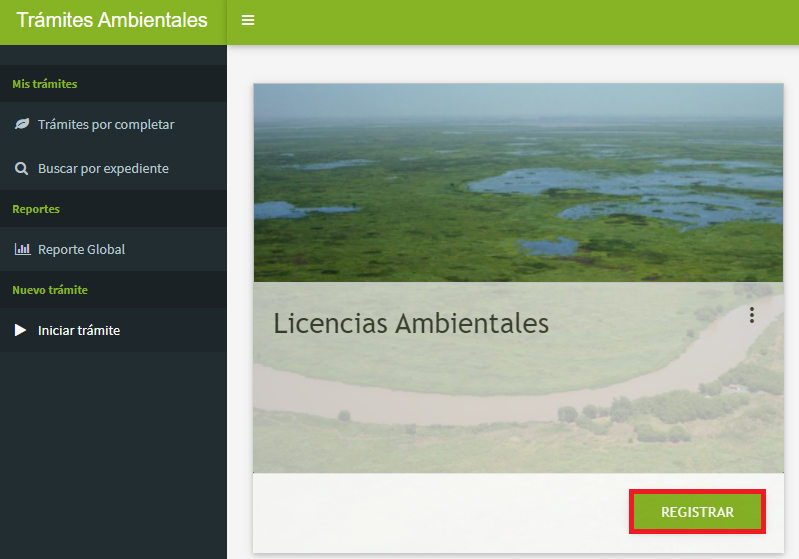 Trámites Ambientales
Mis trámites
Trámites por completar
Buscar por expediente
Reportes
Reporte Global
Nuevo trámite
Iniciar trámite
Licencias Ambientales
REGISTRAR